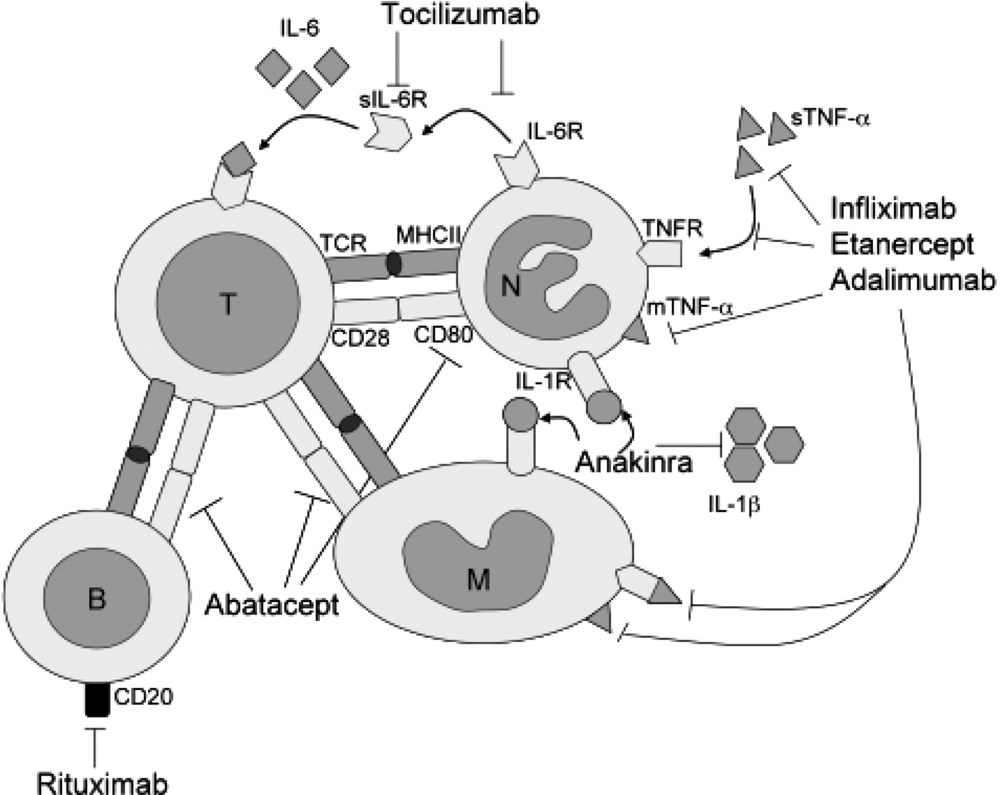 Tocilizumab
IL-6
sIL-6R
IL-6R
sTNF-α
Infliximab
Etanercept
Adalimumab
TNFR
TCR
MHCII
T
N
mTNF-α
CD28
CD80
IL-1R
Anakinra
IL-1β
M
B
Abatacept
CD20
Rituximab